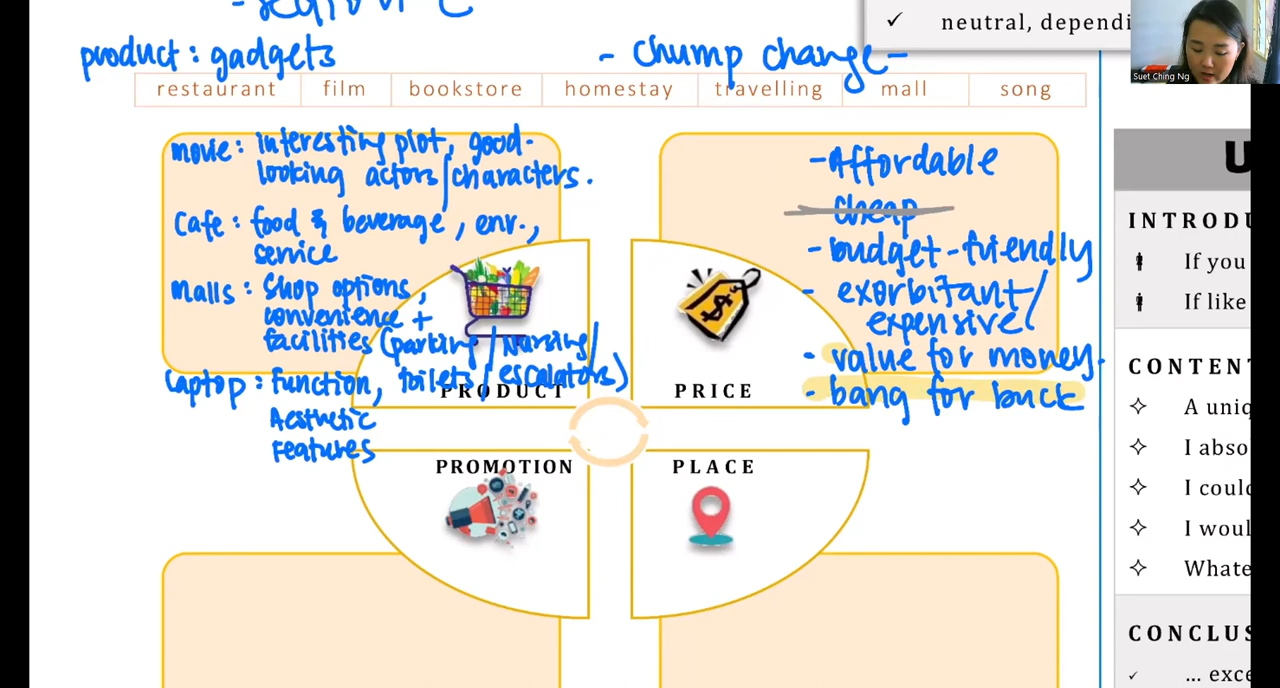 product: gadgets
- Chump change -
neutral, dependi
Suet Ching Ng
restaurant film bookstore homestay travelling mall song
movie: interesting plot, good-
looking actors/characters.
Cafe: food & beverage, env.,
service
Malls: Shop options,
convenience +
facilities (parking/Nursing/
toilets/escalators)
Laptop: Function,
Aesthetic
Features
- Affordable
cheap
- budget-friendly
- exorbitant/
expensive
- value for money.
- bang for buck
PRODUCT
PRICE
PROMOTION
PLACE
U
INTRODU
If you
If like
CONTENT
A uniq
I abso
I could
I woul
Whate
CONCLUS
... exce